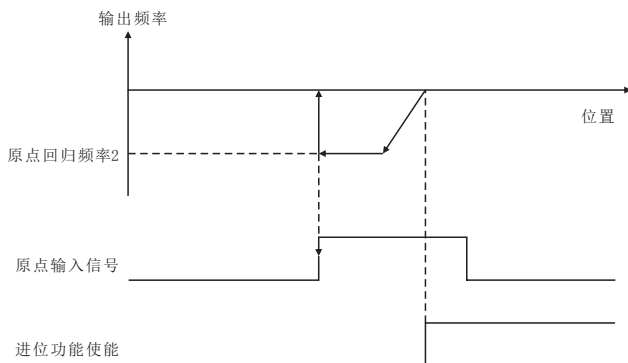 输出频率
位置
原点回归频率2
原点输入信号
进位功能使能